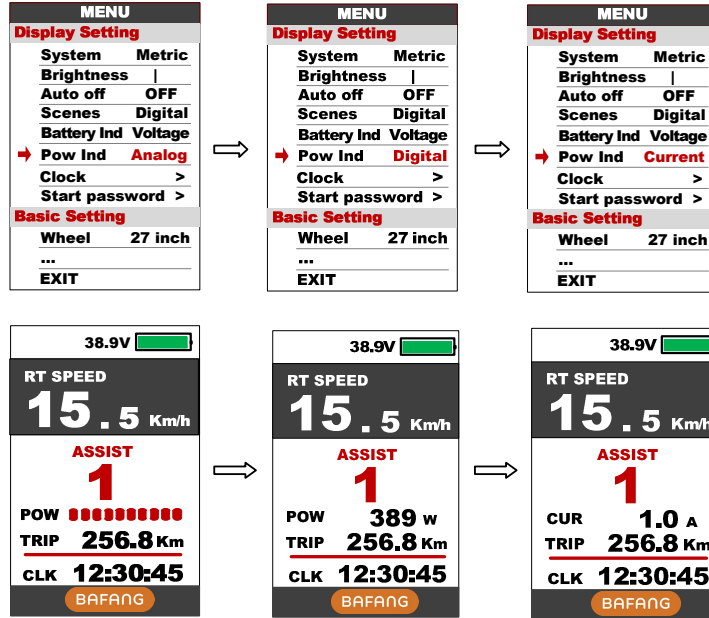 MENU
Display Setting
System Metric
Brightness |
Auto off OFF
Scenes Digital
Battery Ind Voltage
Pow Ind Analog
Clock >
Start password >
Basic Setting
Wheel 27 inch
...
EXIT
MENU
Display Setting
System Metric
Brightness |
Auto off OFF
Scenes Digital
Battery Ind Voltage
Pow Ind Digital
Clock >
Start password >
Basic Setting
Wheel 27 inch
...
EXIT
MENU
Display Setting
System Metric
Brightness |
Auto off OFF
Scenes Digital
Battery Ind Voltage
Pow Ind Current
Clock >
Start password >
Basic Setting
Wheel 27 inch
...
EXIT
38.9V
RT SPEED
15.5 Km/h
ASSIST
1
POW
TRIP 256.8 Km
CLK 12:30:45
BAFANG
38.9V
RT SPEED
15.5 Km/h
ASSIST
1
POW 389 W
TRIP 256.8 Km
CLK 12:30:45
BAFANG
38.9V
RT SPEED
15.5 Km/h
ASSIST
1
CUR 1.0 A
TRIP 256.8 Km
CLK 12:30:45
BAFANG